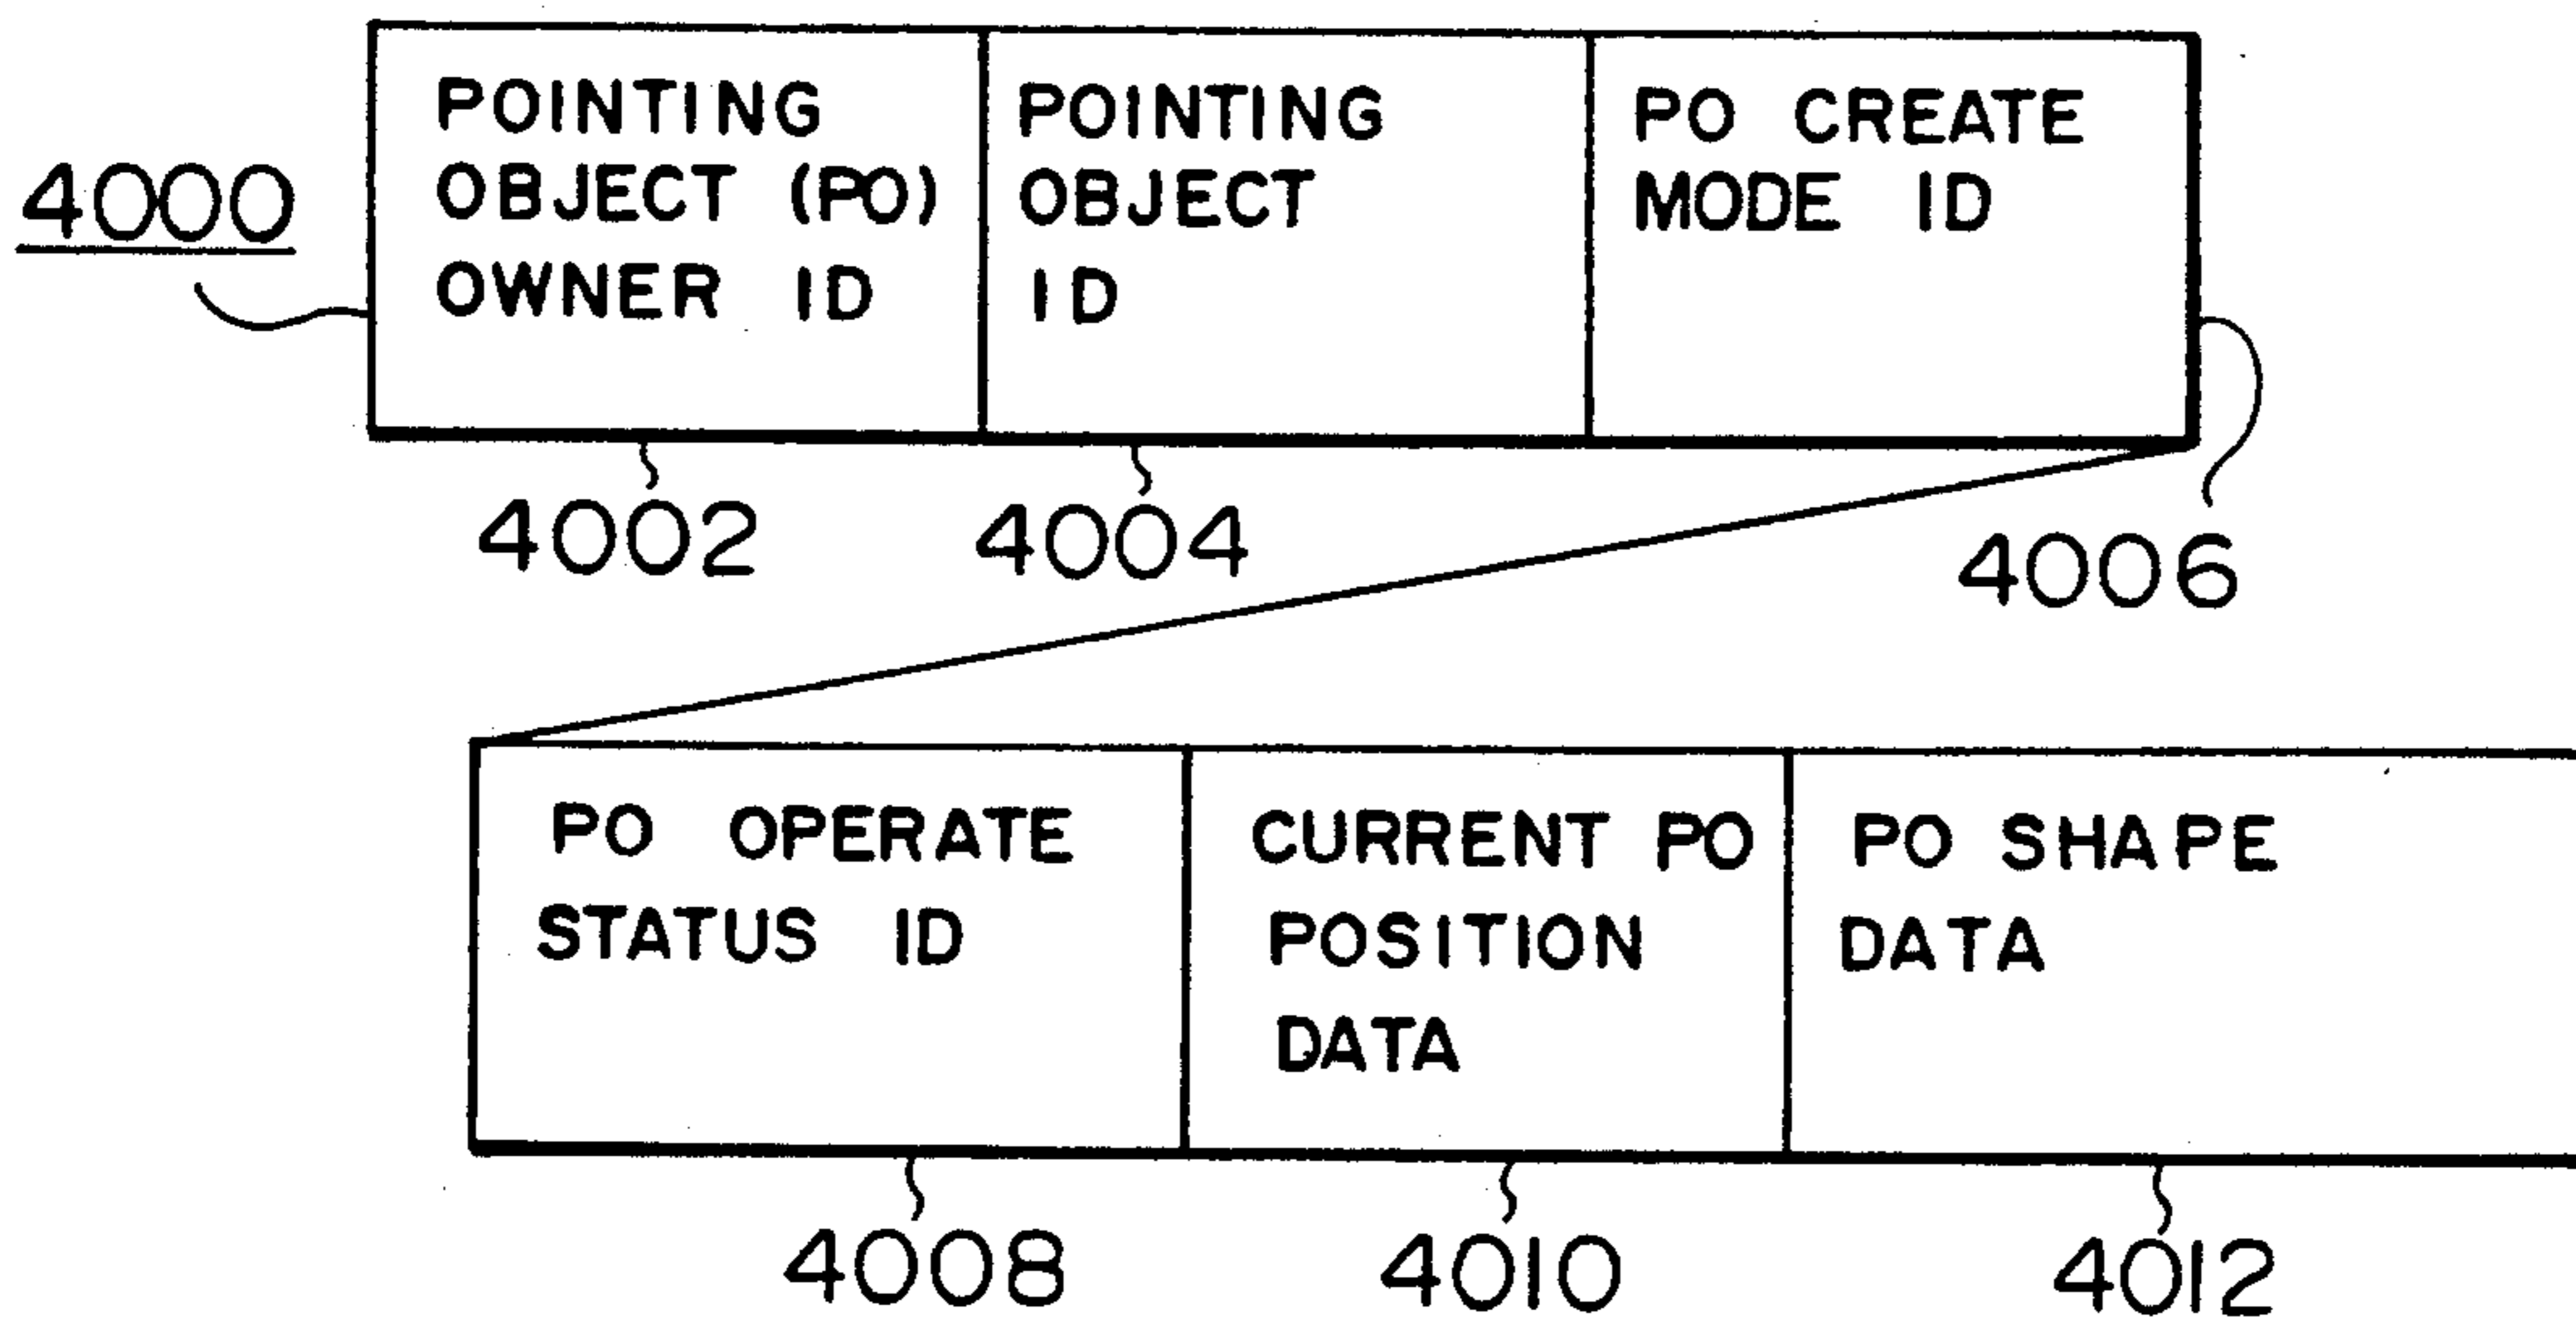 4000
POINTING
OBJECT (PO)
OWNER ID
POINTING
OBJECT
ID
PO CREATE
MODE ID
4002
4004
4006
PO OPERATE
STATUS ID
CURRENT PO
POSITION
DATA
PO SHAPE
DATA
4008
4010
4012